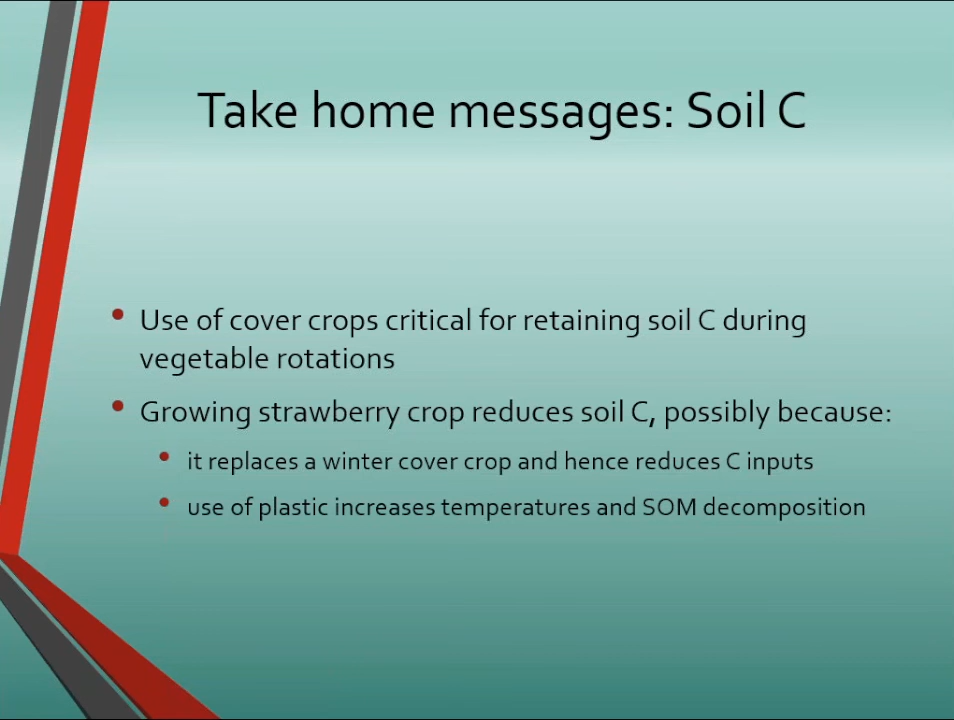 Take home messages: Soil C
• Use of cover crops critical for retaining soil C during
vegetable rotations
• Growing strawberry crop reduces soil C, possibly because:
• it replaces a winter cover crop and hence reduces C inputs
• use of plastic increases temperatures and SOM decomposition